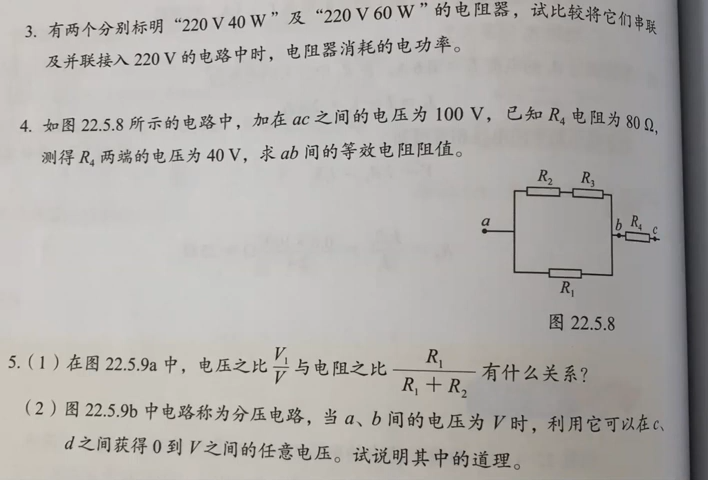 3. 有两个分别标明“220 V 40 W”及“220 V 60 W”的电阻器，试比较将它们串联
及并联接入 220 V 的电路中时，电阻器消耗的电功率。
4. 如图 22.5.8 所示的电路中，加在 ac 之间的电压为 100 V，已知 R₄ 电阻为 80 Ω,
测得 R₄ 两端的电压为 40 V，求 ab 间的等效电阻阻值。
R₂ R₃
a b R₄ c
R₁
图 22.5.8
5.（1）在图 22.5.9a 中，电压之比 V₁/V 与电阻之比 R₁/(R₁ + R₂) 有什么关系？
（2）图 22.5.9b 中电路称为分压电路，当 a、b 间的电压为 V 时，利用它可以在c、
d 之间获得 0 到 V 之间的任意电压。试说明其中的道理。